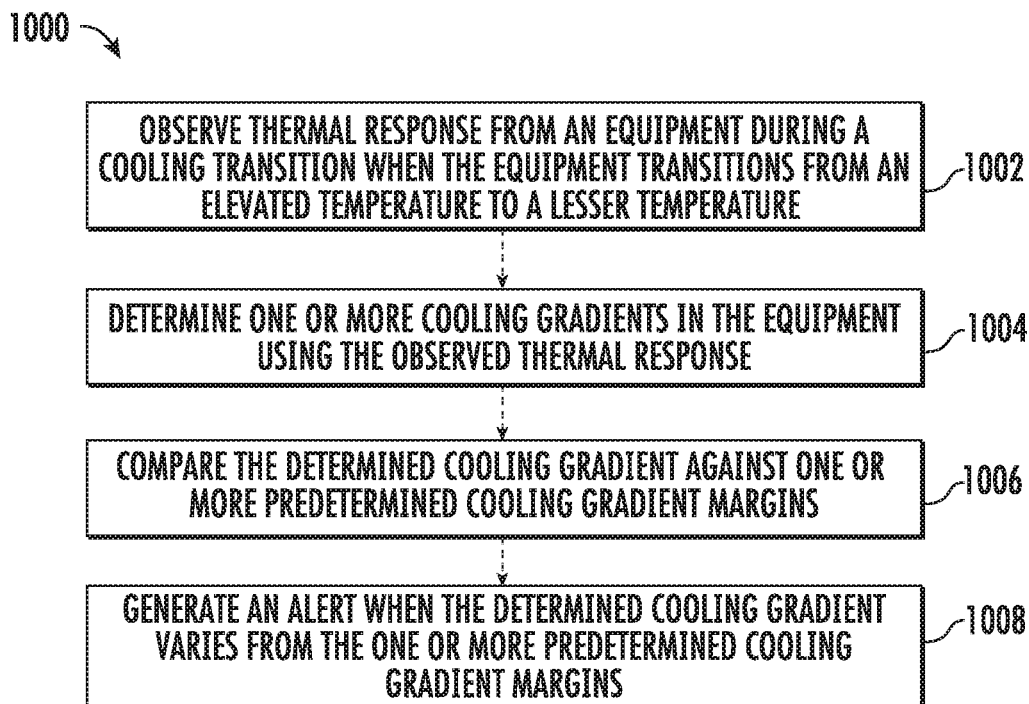 1000
OBSERVE THERMAL RESPONSE FROM AN EQUIPMENT DURING A
COOLING TRANSITION WHEN THE EQUIPMENT TRANSITIONS FROM AN
ELEVATED TEMPERATURE TO A LESSER TEMPERATURE
1002
DETERMINE ONE OR MORE COOLING GRADIENTS IN THE EQUIPMENT
USING THE OBSERVED THERMAL RESPONSE
1004
COMPARE THE DETERMINED COOLING GRADIENT AGAINST ONE OR
MORE PREDETERMINED COOLING GRADIENT MARGINS
1006
GENERATE AN ALERT WHEN THE DETERMINED COOLING GRADIENT
VARIES FROM THE ONE OR MORE PREDETERMINED COOLING
GRADIENT MARGINS
1008